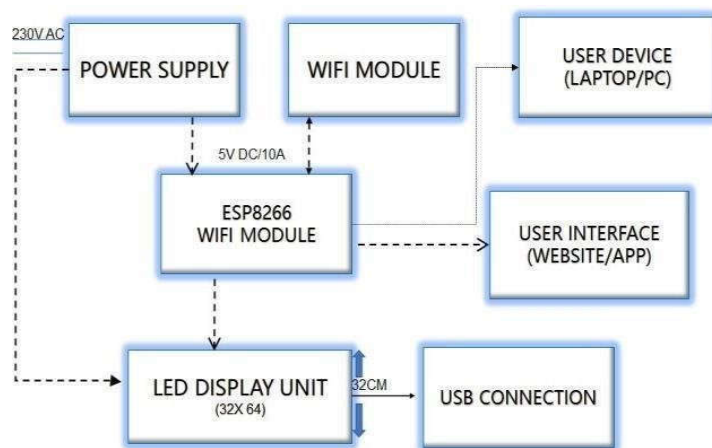 230V AC
POWER SUPPLY
WIFI MODULE
USER DEVICE
(LAPTOP/PC)
5V DC/10A
ESP8266
WIFI MODULE
USER INTERFACE
(WEBSITE/APP)
LED DISPLAY UNIT
(32X 64)
32CM
USB CONNECTION